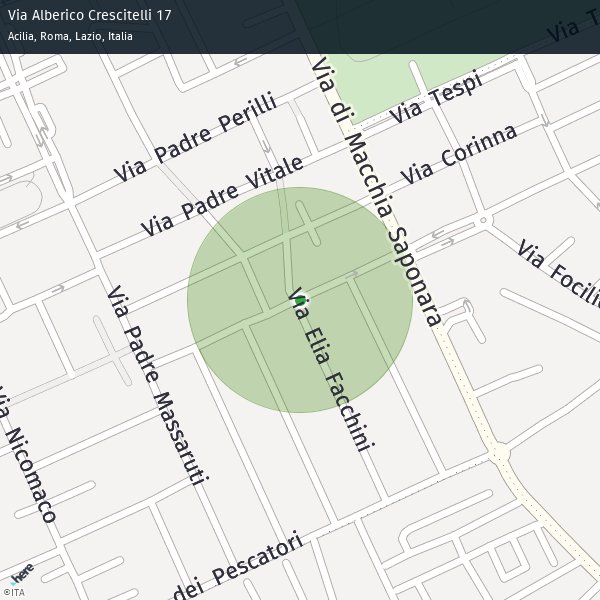 Via Alberico Crescitelli 17
Acilia, Roma, Lazio, Italia
Via T
Via Tespi
Via di Macchia Saponara
Via Padre Perilli
Via Corinna
Via Padre Vitale
Via Focili
Via Elia Facchini
Via Padre Massaruti
Via Nicomaco
dei Pescatori
here
©ITA